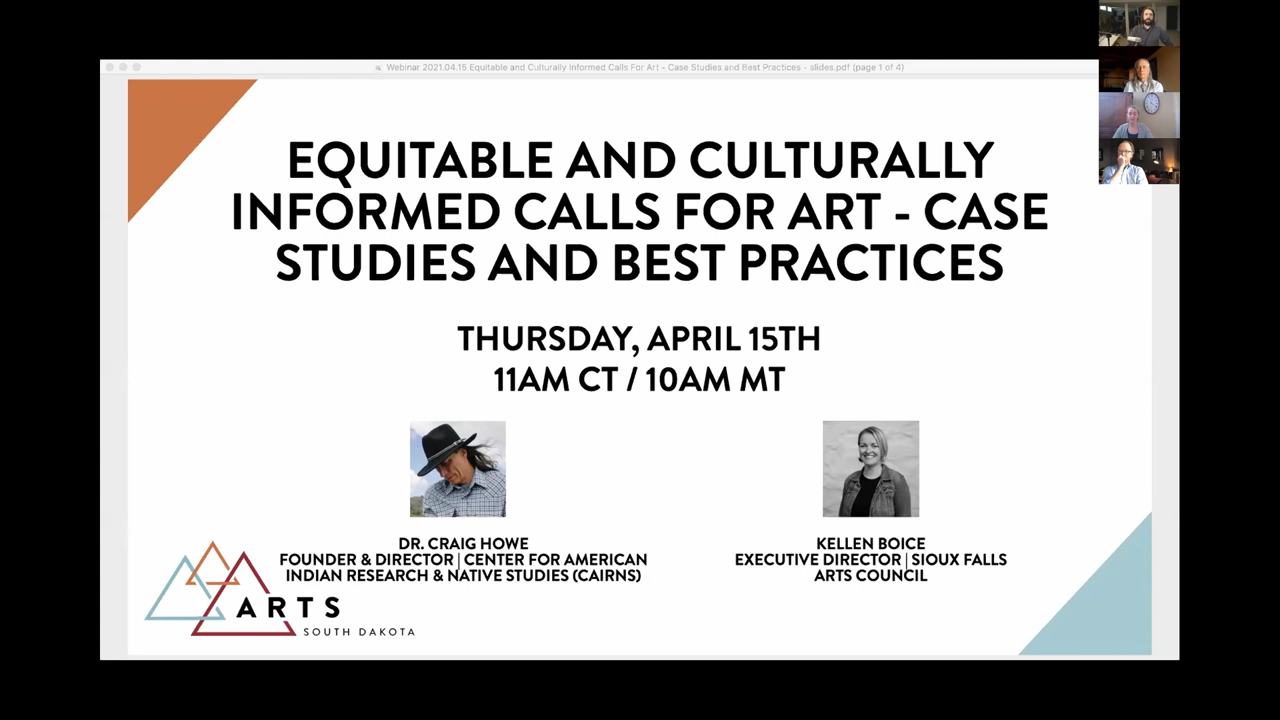 Webinar 2021.04.15 Equitable and Culturally Informed Calls For Art - Case Studies and Best Practices - slides.pdf (page 1 of 4)
EQUITABLE AND CULTURALLY
INFORMED CALLS FOR ART - CASE
STUDIES AND BEST PRACTICES
THURSDAY, APRIL 15TH
11AM CT / 10AM MT
DR. CRAIG HOWE
FOUNDER & DIRECTOR | CENTER FOR AMERICAN
INDIAN RESEARCH & NATIVE STUDIES (CAIRNS)
KELLEN BOICE
EXECUTIVE DIRECTOR | SIOUX FALLS
ARTS COUNCIL
ARTS
SOUTH DAKOTA